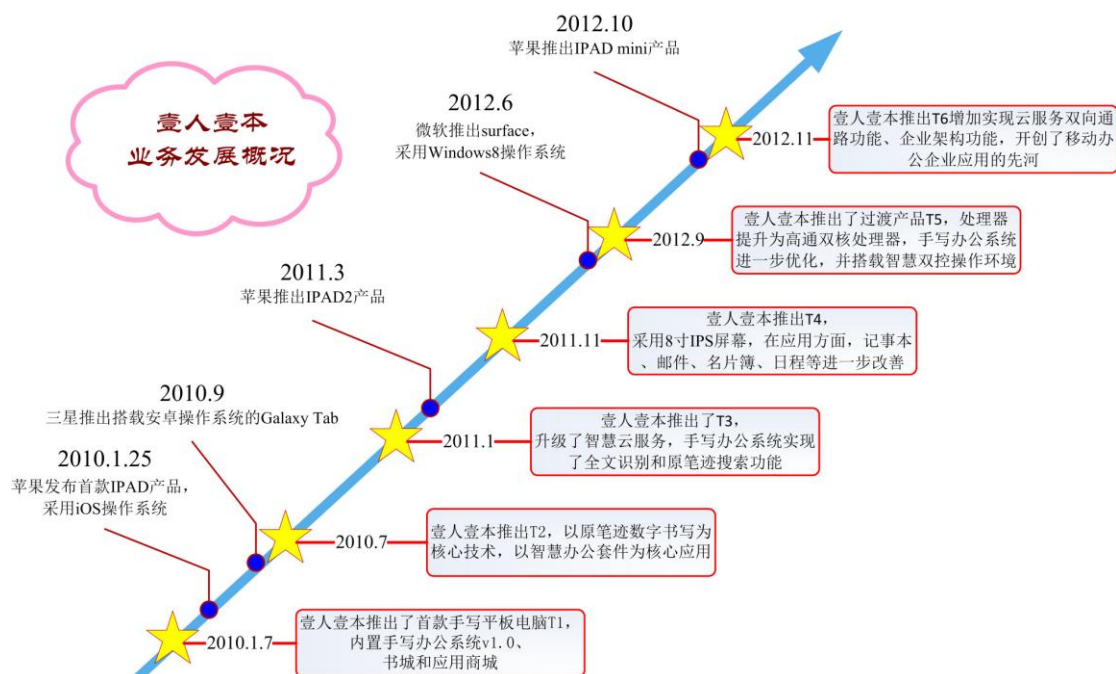 壹人壹本
业务发展概况
2012.10
苹果推出IPAD mini产品
2012.6
微软推出surface,
采用Windows8操作系统
2011.3
苹果推出IPAD2产品
2010.9
三星推出搭载安卓操作系统的Galaxy Tab
2010.1.25
苹果发布首款IPAD产品,
采用iOS操作系统
2012.11
壹人壹本推出T6增加实现云服务双向通
路功能、企业架构功能，开创了移动办
公企业应用的先河
2012.9
壹人壹本推出了过渡产品T5，处理器
提升为高通双核处理器，手写办公系统
进一步优化，并搭载智慧双控操作环境
2011.11
壹人壹本推出T4，
采用8寸IPS屏幕，在应用方面，记事本
、邮件、名片簿、日程等进一步改善
2011.1
壹人壹本推出了T3，
升级了智慧云服务，手写办公系统实现
了全文识别和原笔迹搜索功能
2010.7
壹人壹本推出T2，以原笔迹数字书写为
核心技术，以智慧办公套件为核心应用
2010.1.7
壹人壹本推出了首款手写平板电脑T1，
内置手写办公系统v1.0、
书城和应用商城